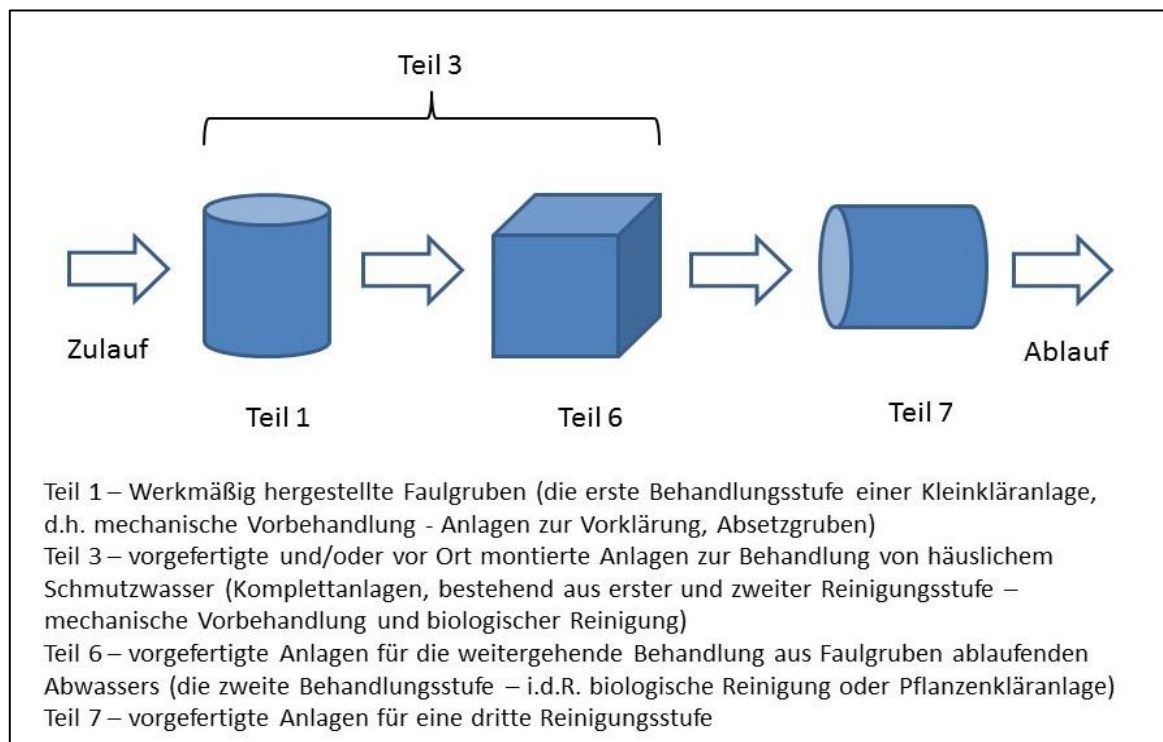 Teil 3
Zulauf
Ablauf
Teil 1
Teil 6
Teil 7
Teil 1 – Werkmäßig hergestellte Faulgruben (die erste Behandlungsstufe einer Kleinkläranlage,
d.h. mechanische Vorbehandlung - Anlagen zur Vorklärung, Absetzgruben)
Teil 3 – vorgefertigte und/oder vor Ort montierte Anlagen zur Behandlung von häuslichem
Schmutzwasser (Komplettanlagen, bestehend aus erster und zweiter Reinigungsstufe –
mechanische Vorbehandlung und biologischer Reinigung)
Teil 6 – vorgefertigte Anlagen für die weitergehende Behandlung aus Faulgruben ablaufenden
Abwassers (die zweite Behandlungsstufe – i.d.R. biologische Reinigung oder Pflanzenkläranlage)
Teil 7 – vorgefertigte Anlagen für eine dritte Reinigungsstufe